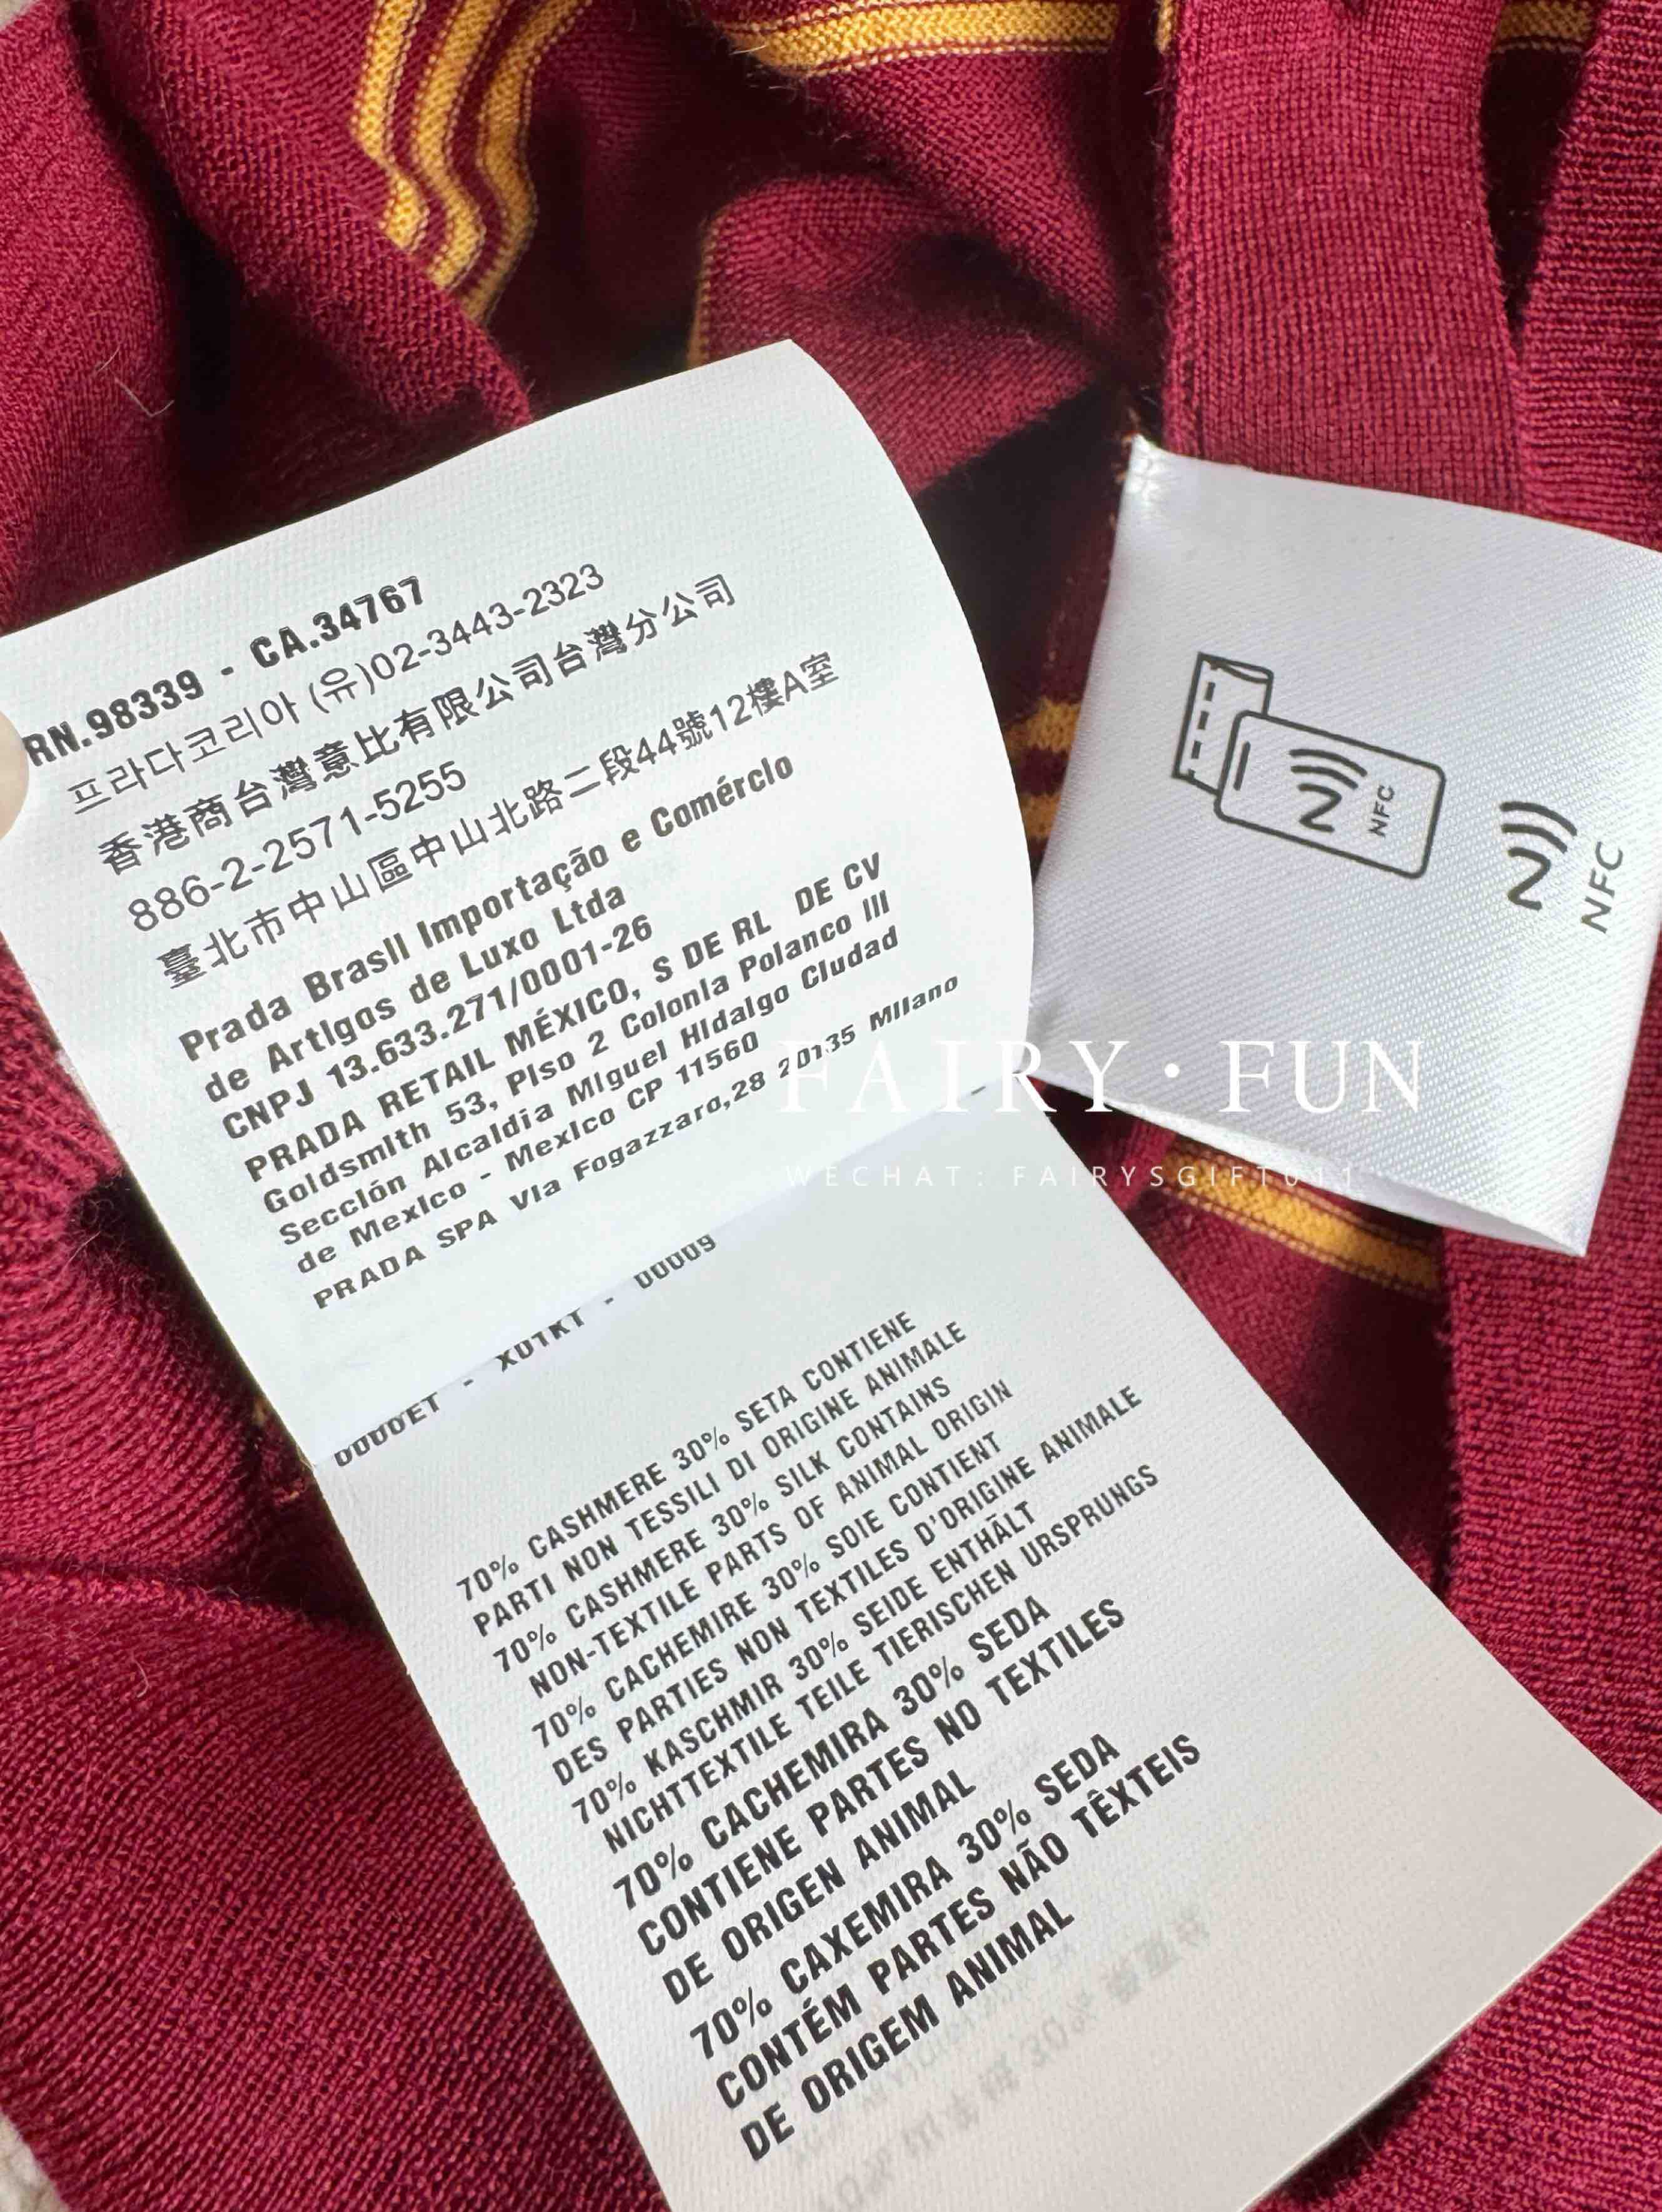 RN.98339 - CA.34767
프라다코리아 (유)02-3443-2323
香港商台灣意比有限公司台灣分公司
886-2-2571-5255
臺北市中山區中山北路二段44號12樓A室
Prada Brasil Importação e Comércio
de Artigos de Luxo Ltda
CNPJ 13.633.271/0001-26
PRADA RETAIL MÉXICO, S DE RL DE CV
Goldsmith 53, Piso 2 Colonia Polanco III
Sección Alcaldia Miguel Hidalgo Ciudad
de Mexico - Mexico CP 11560
PRADA SPA Via Fogazzaro,28 20135 Milano
70% CASHMERE 30% SETA CONTIENE
PARTI NON TESSILI DI ORIGINE ANIMALE
70% CASHMERE 30% SILK CONTAINS
NON-TEXTILE PARTS OF ANIMAL ORIGIN
70% CACHEMIRE 30% SOIE CONTIENT
DES PARTIES NON TEXTILES D'ORIGINE ANIMALE
70% KASCHMIR 30% SEIDE ENTHÄLT
NICHTTEXTILE TEILE TIERISCHEN URSPRUNGS
70% CACHEMIRA 30% SEDA
CONTIENE PARTES NO TEXTILES
DE ORIGEN ANIMAL
70% CAXEMIRA 30% SEDA
CONTÉM PARTES NÃO TÊXTEIS
DE ORIGEM ANIMAL
NFC
NFC
FAIRY·FUN
WECHAT: FAIRYSGIFT011